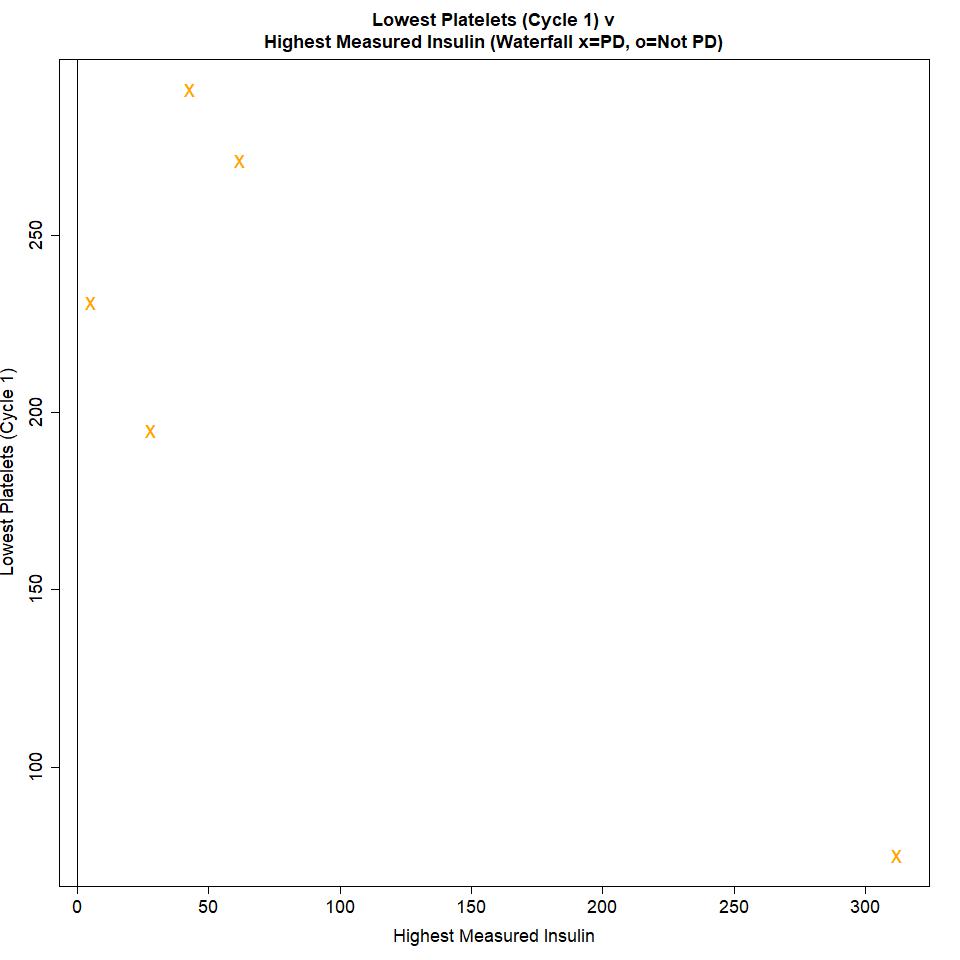 Lowest Platelets (Cycle 1) v
Highest Measured Insulin (Waterfall x=PD, o=Not PD)
Lowest Platelets (Cycle 1)
250
200
150
100
X
X
X
X
X
0 50 100 150 200 250 300
Highest Measured Insulin